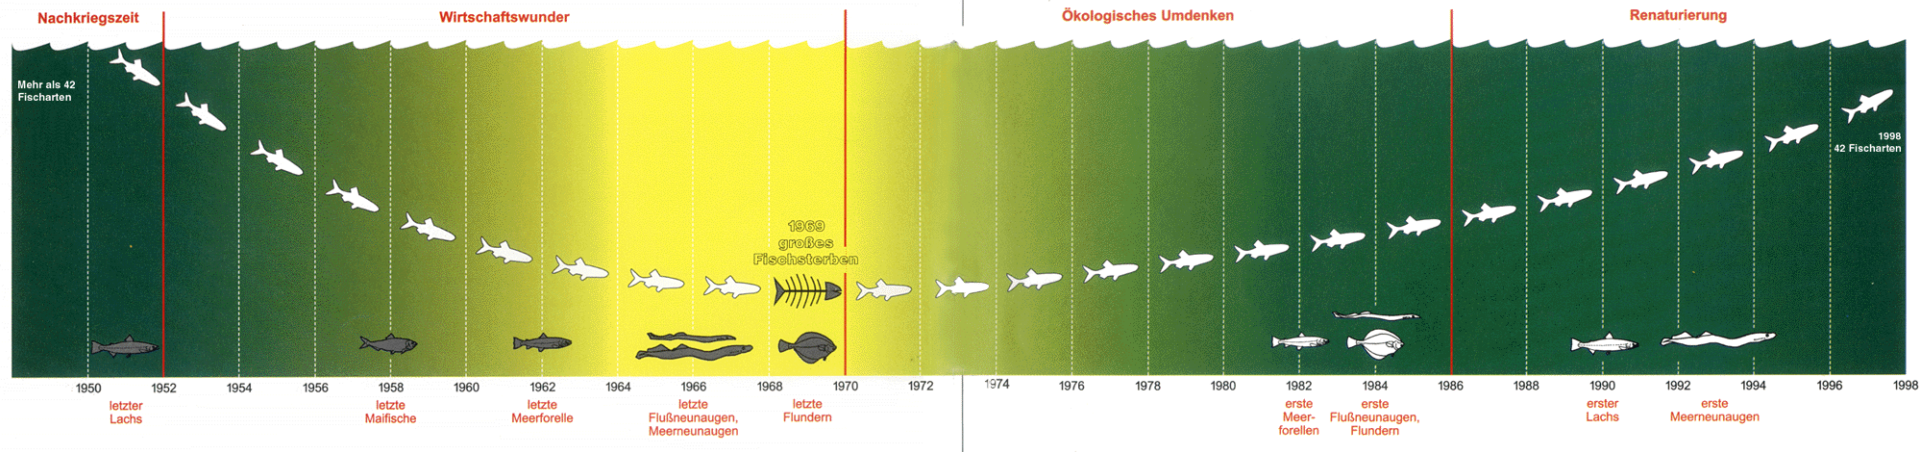 Nachkriegszeit
Wirtschaftswunder
Ökologisches Umdenken
Renaturierung
Mehr als 42
Fischarten
1998
42 Fischarten
1969
großes
Fischsterben
1950 1952 1954 1956 1958 1960 1962 1964 1966 1968 1970 1972 1974 1976 1978 1980 1982 1984 1986 1988 1990 1992 1994 1996 1998
letzter
Lachs
letzte
Maifische
letzte
Meerforelle
letzte
Flußneunaugen,
Meerneunaugen
letzte
Flundern
erste
Meer-
forellen
erste
Flußneunaugen,
Flundern
erster
Lachs
erste
Meerneunaugen